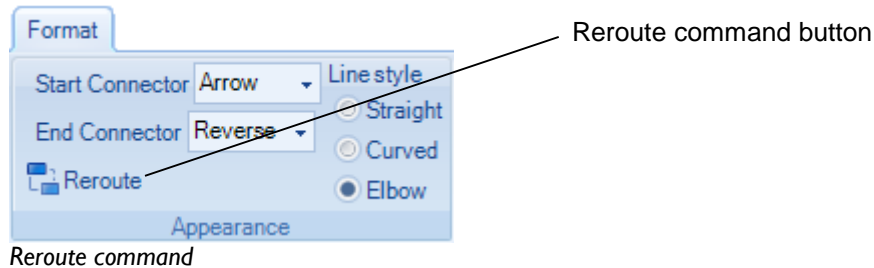 Format
Reroute command button
Start Connector Arrow
Line style
Straight
End Connector Reverse
Curved
Reroute
Elbow
Appearance
Reroute command